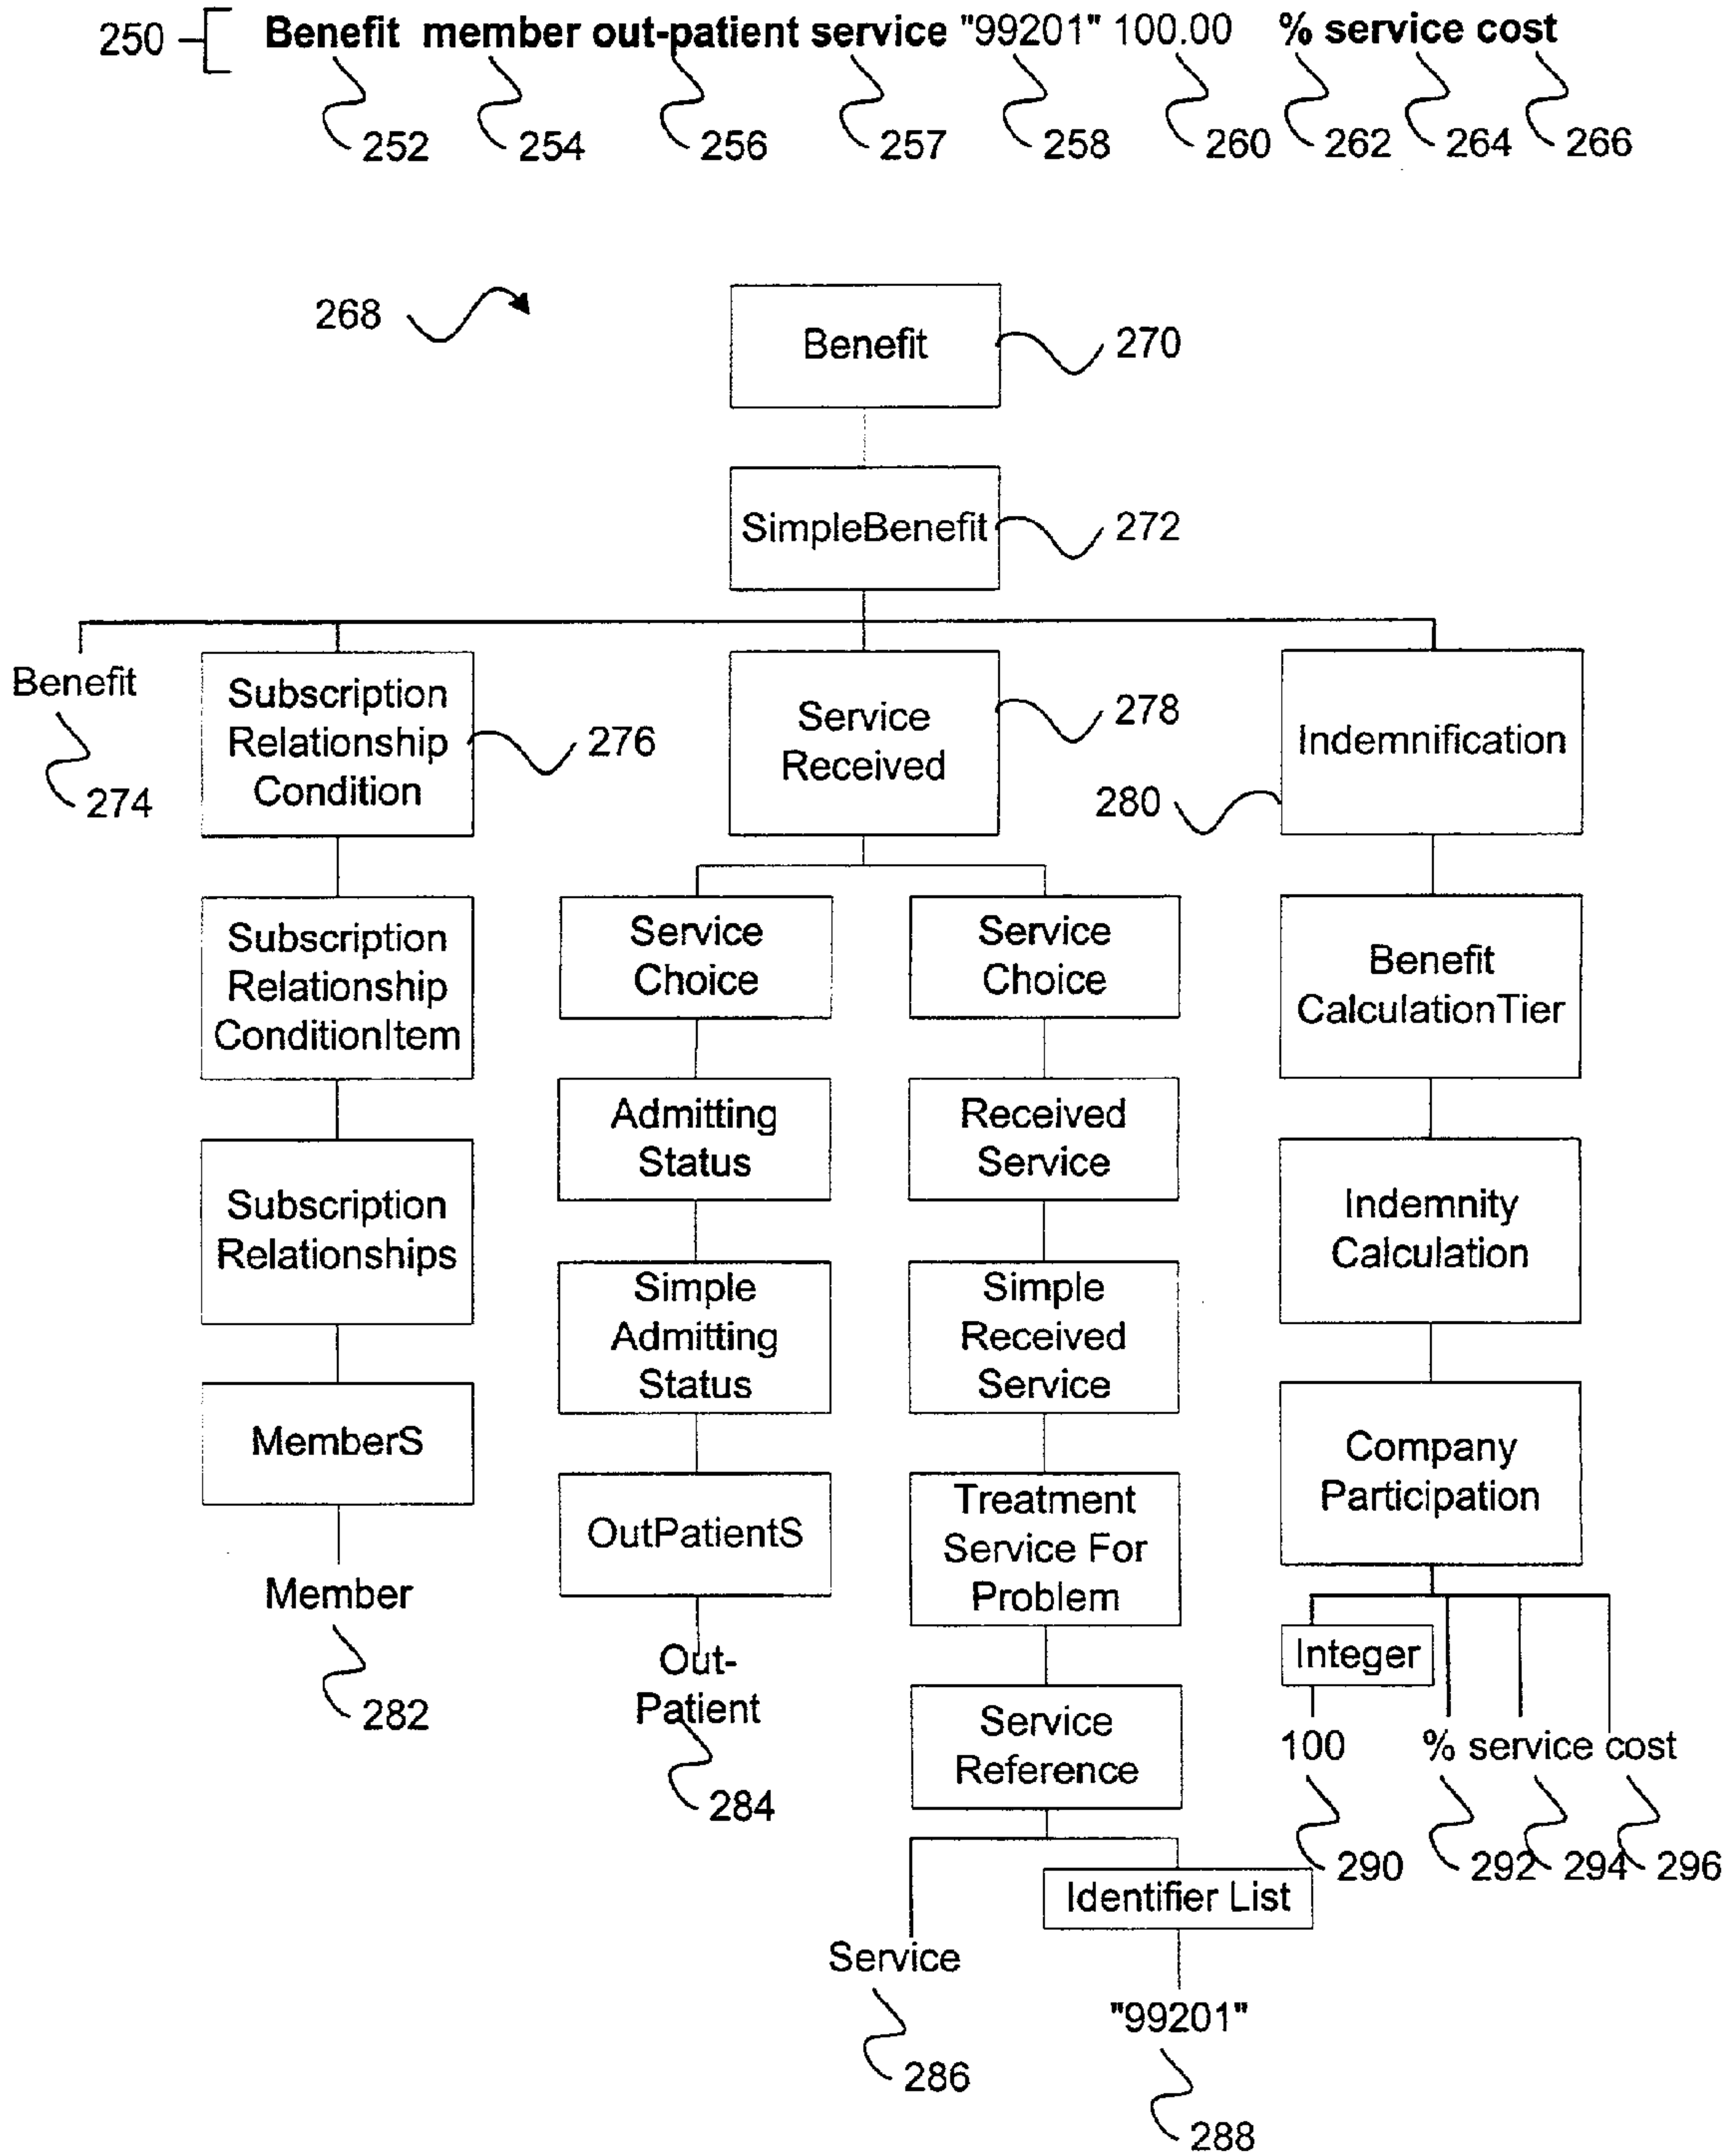 250 Benefit member out-patient service "99201" 100.00 % service cost
252 254 256 257 258 260 262 264 266
268
Benefit
270
SimpleBenefit
272
Benefit
274
Subscription
Relationship
Condition
276
Service
Received
278
Indemnification
280
Subscription
Relationship
ConditionItem
Service
Choice
Service
Choice
Benefit
CalculationTier
Admitting
Status
Received
Service
Subscription
Relationships
Indemnity
Calculation
Simple
Admitting
Status
Simple
Received
Service
MemberS
Company
Participation
OutPatientS
Treatment
Service For
Problem
Member
282
Out-
Patient
284
Integer
100 % service cost
290 292 294 296
Service
Reference
Identifier List
Service
286
"99201"
288